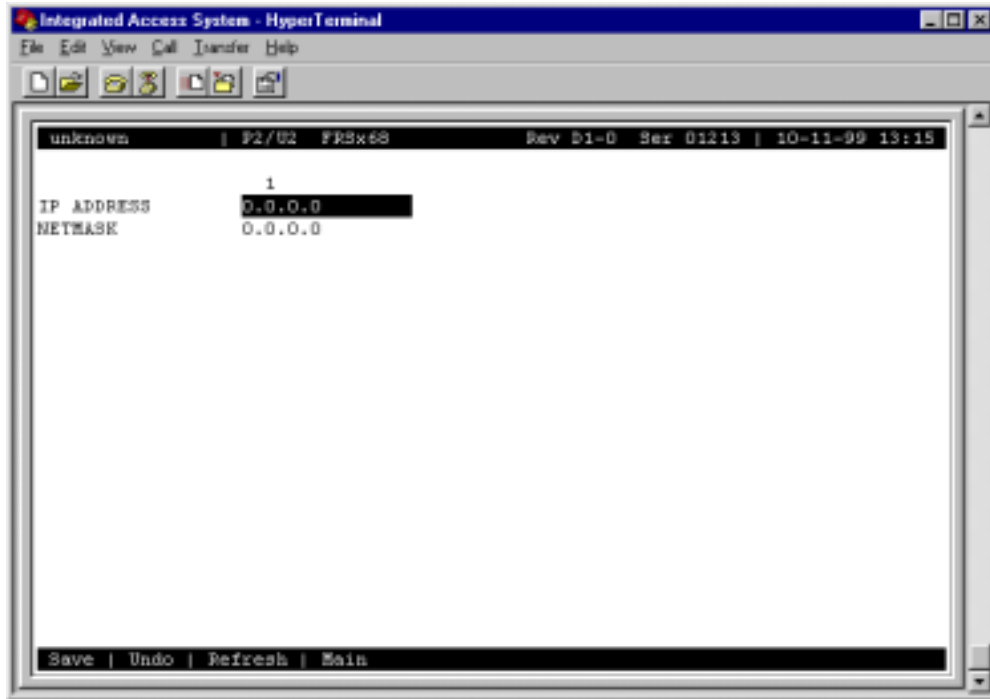 Integrated Access System - HyperTerminal
File Edit View Call Transfer Help
unknown | P2/U2 FRSx68 Rev D1-0 Ser 01213 | 10-11-99 13:15
1
IP ADDRESS 0.0.0.0
NETMASK 0.0.0.0
Save | Undo | Refresh | Main